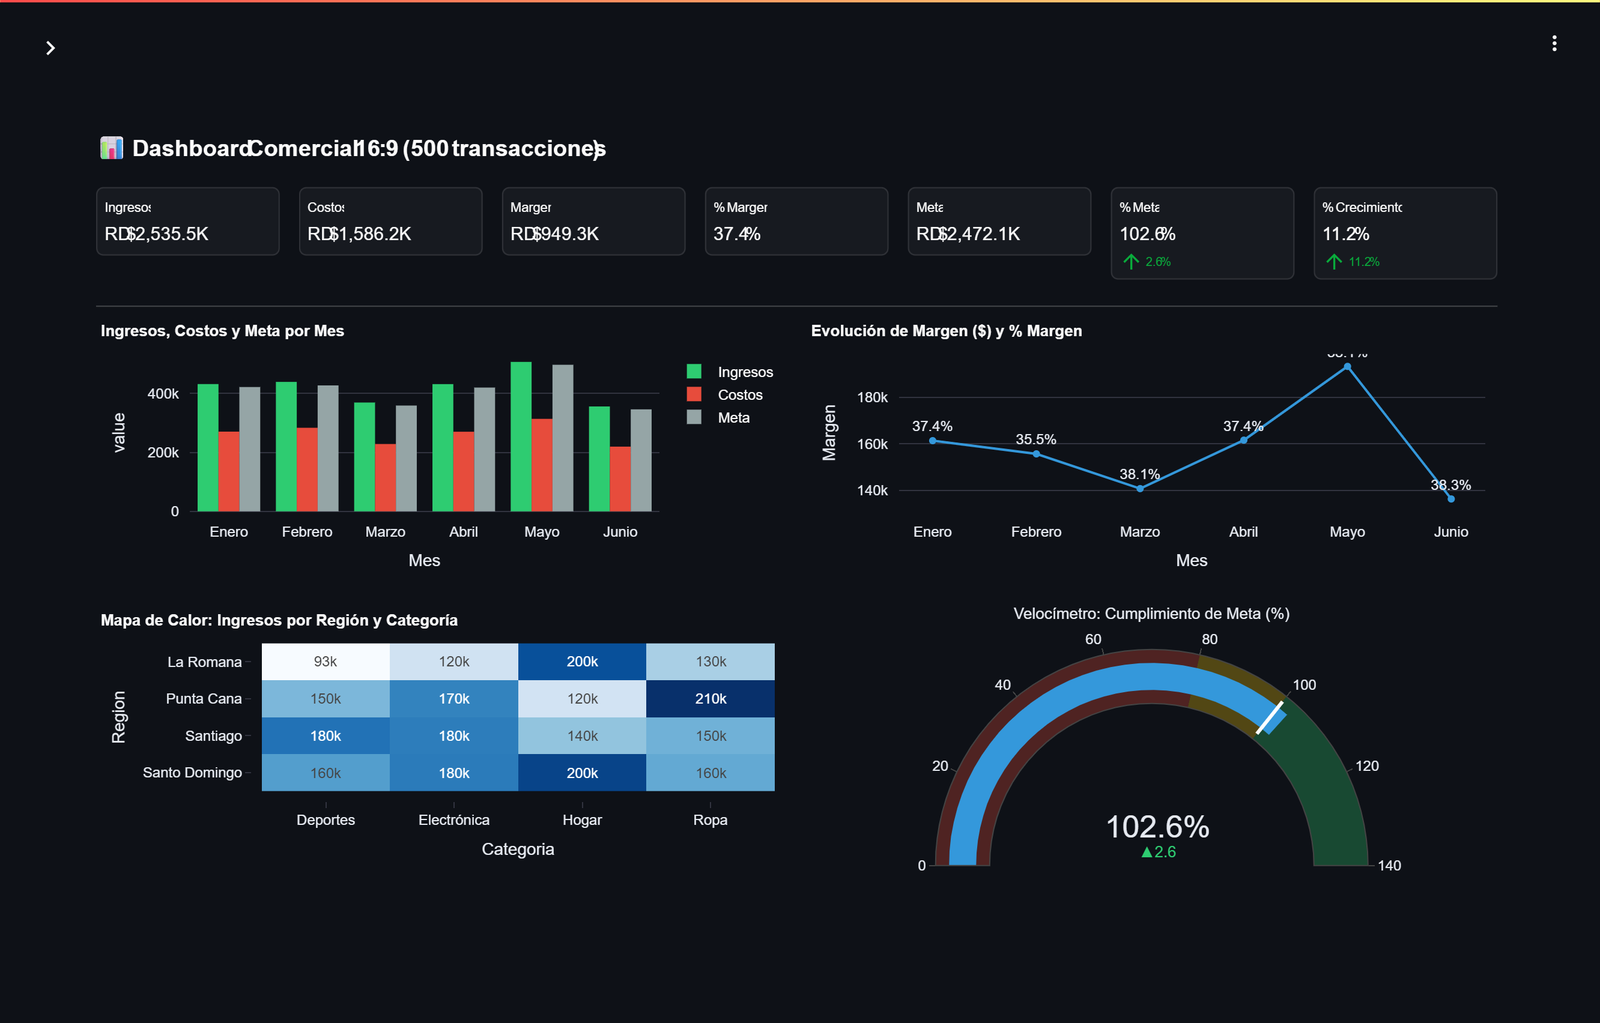 Dashboard Comercial 16:9 (500 transacciones)
Ingresos
RD$2,535.5K
Costos
RD$1,586.2K
Margen
RD$949.3K
% Margen
37.4%
Meta
RD$2,472.1K
% Meta
102.6%
2.6%
% Crecimiento
11.2%
11.2%
Ingresos, Costos y Meta por Mes
value
400k
200k
0
Enero Febrero Marzo Abril Mayo Junio
Mes
Ingresos
Costos
Meta
Evolución de Margen ($) y % Margen
Margen
180k
160k
140k
37.4%
35.5%
38.1%
37.4%
38.3%
Enero Febrero Marzo Abril Mayo Junio
Mes
Mapa de Calor: Ingresos por Región y Categoría
Region
La Romana 93k 120k 200k 130k
Punta Cana 150k 170k 120k 210k
Santiago 180k 180k 140k 150k
Santo Domingo 160k 180k 200k 160k
Deportes Electrónica Hogar Ropa
Categoria
Velocímetro: Cumplimiento de Meta (%)
0
20
40
60
80
100
120
140
102.6%
▲2.6